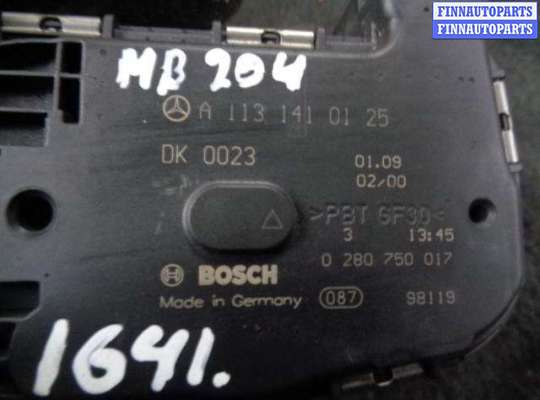 FINNAUTOPARTS
FINNAUTOPARTS
MB 204
A 113 141 01 25
DK 0023
01.09
02/00
>PBT GF30<
3 13:45
0 280 750 017
BOSCH
Made in Germany
087
98119
1641.